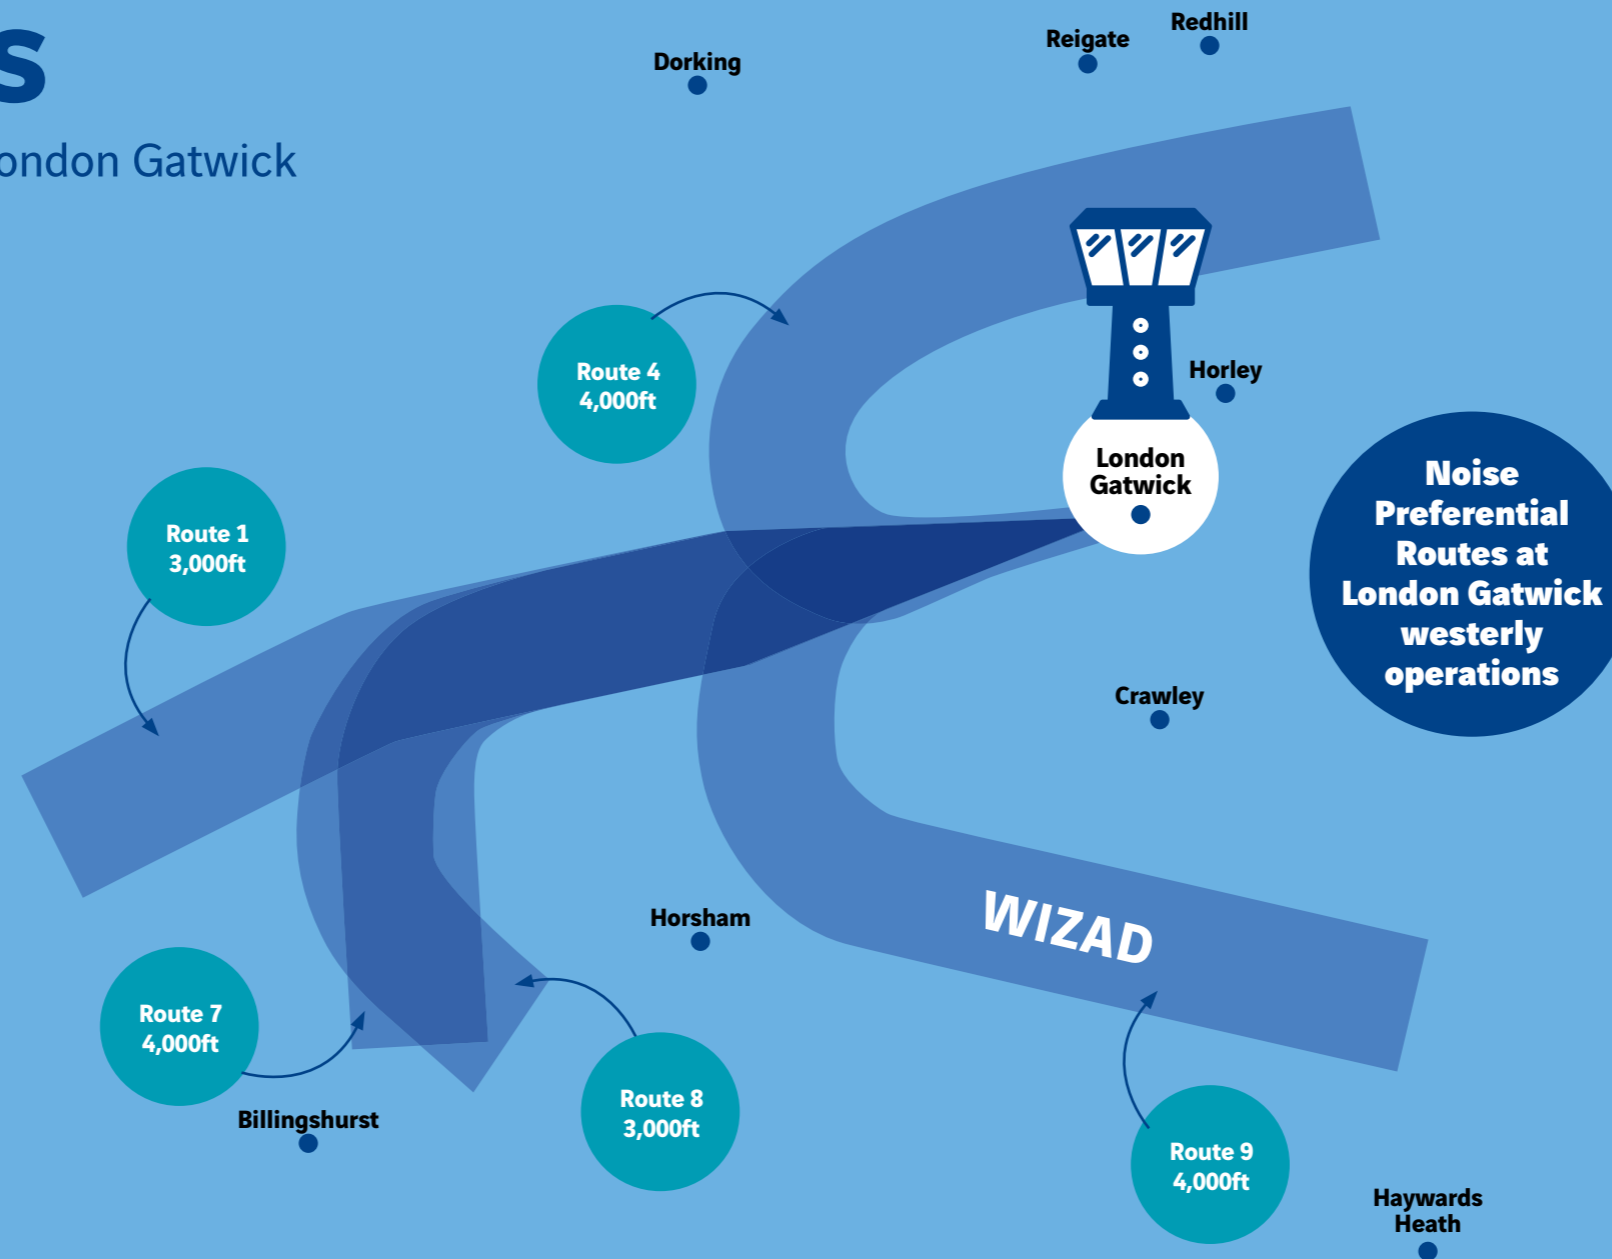 s
ondon Gatwick
Dorking
Reigate
Redhill
Route 4
4,000ft
Horley
London
Gatwick
Noise
Preferential
Routes at
London Gatwick
westerly
operations
Route 1
3,000ft
Crawley
WIZAD
Horsham
Route 7
4,000ft
Billingshurst
Route 8
3,000ft
Route 9
4,000ft
Haywards
Heath